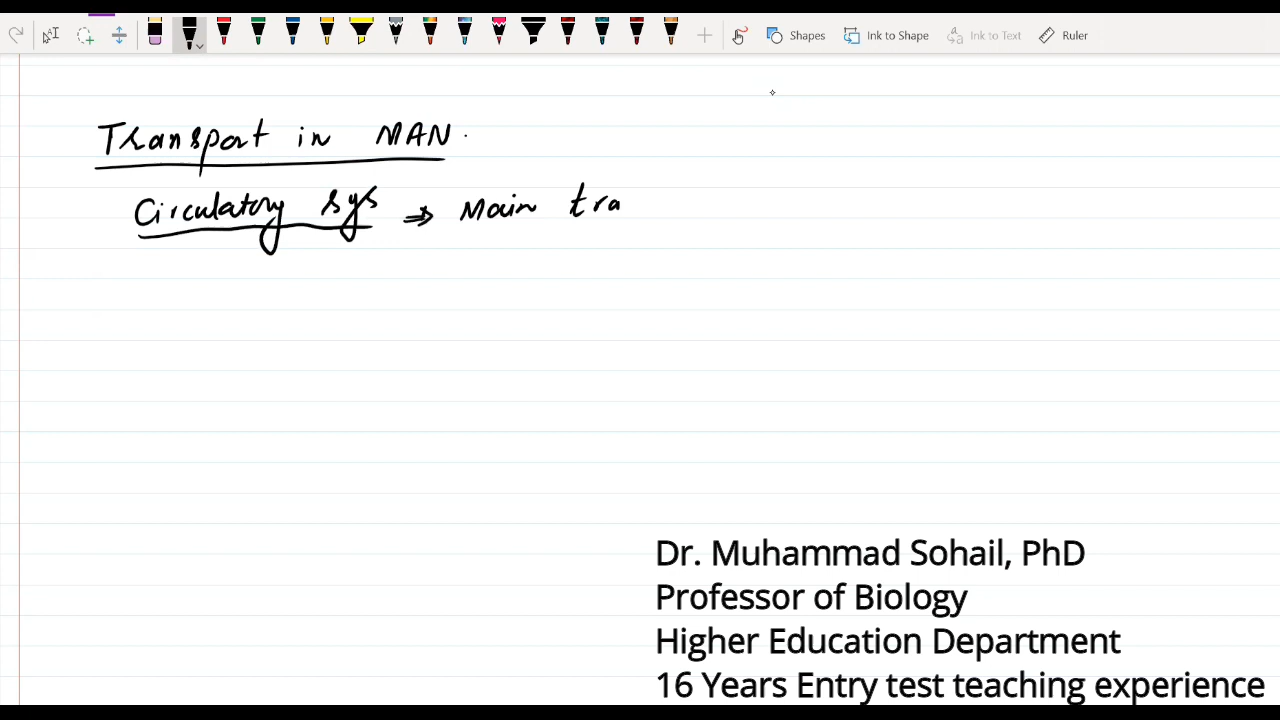 Shapes
Ink to Shape
Ink to Text
Ruler
Transport in MAN.
Circulatory sys ⇒ Main tra
Dr. Muhammad Sohail, PhD
Professor of Biology
Higher Education Department
16 Years Entry test teaching experience